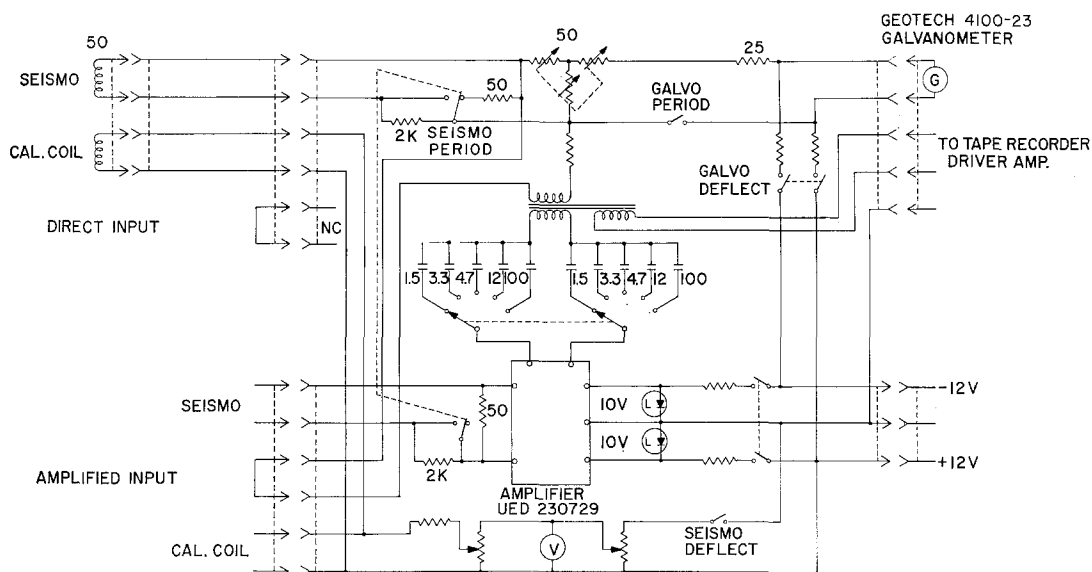 50
SEISMO
CAL. COIL
DIRECT INPUT
NC
50
50
2K
SEISMO
PERIOD
25
GALVO
PERIOD
GALVO
DEFLECT
GEOTECH 4100-23
GALVANOMETER
G
TO TAPE RECORDER
DRIVER AMP.
1.5 3.3 4.7 12 100
1.5 3.3 4.7 12 100
SEISMO
AMPLIFIED INPUT
CAL. COIL
50
2K
AMPLIFIER
UED 230729
10V L
10V L
-12V
+12V
V
SEISMO
DEFLECT